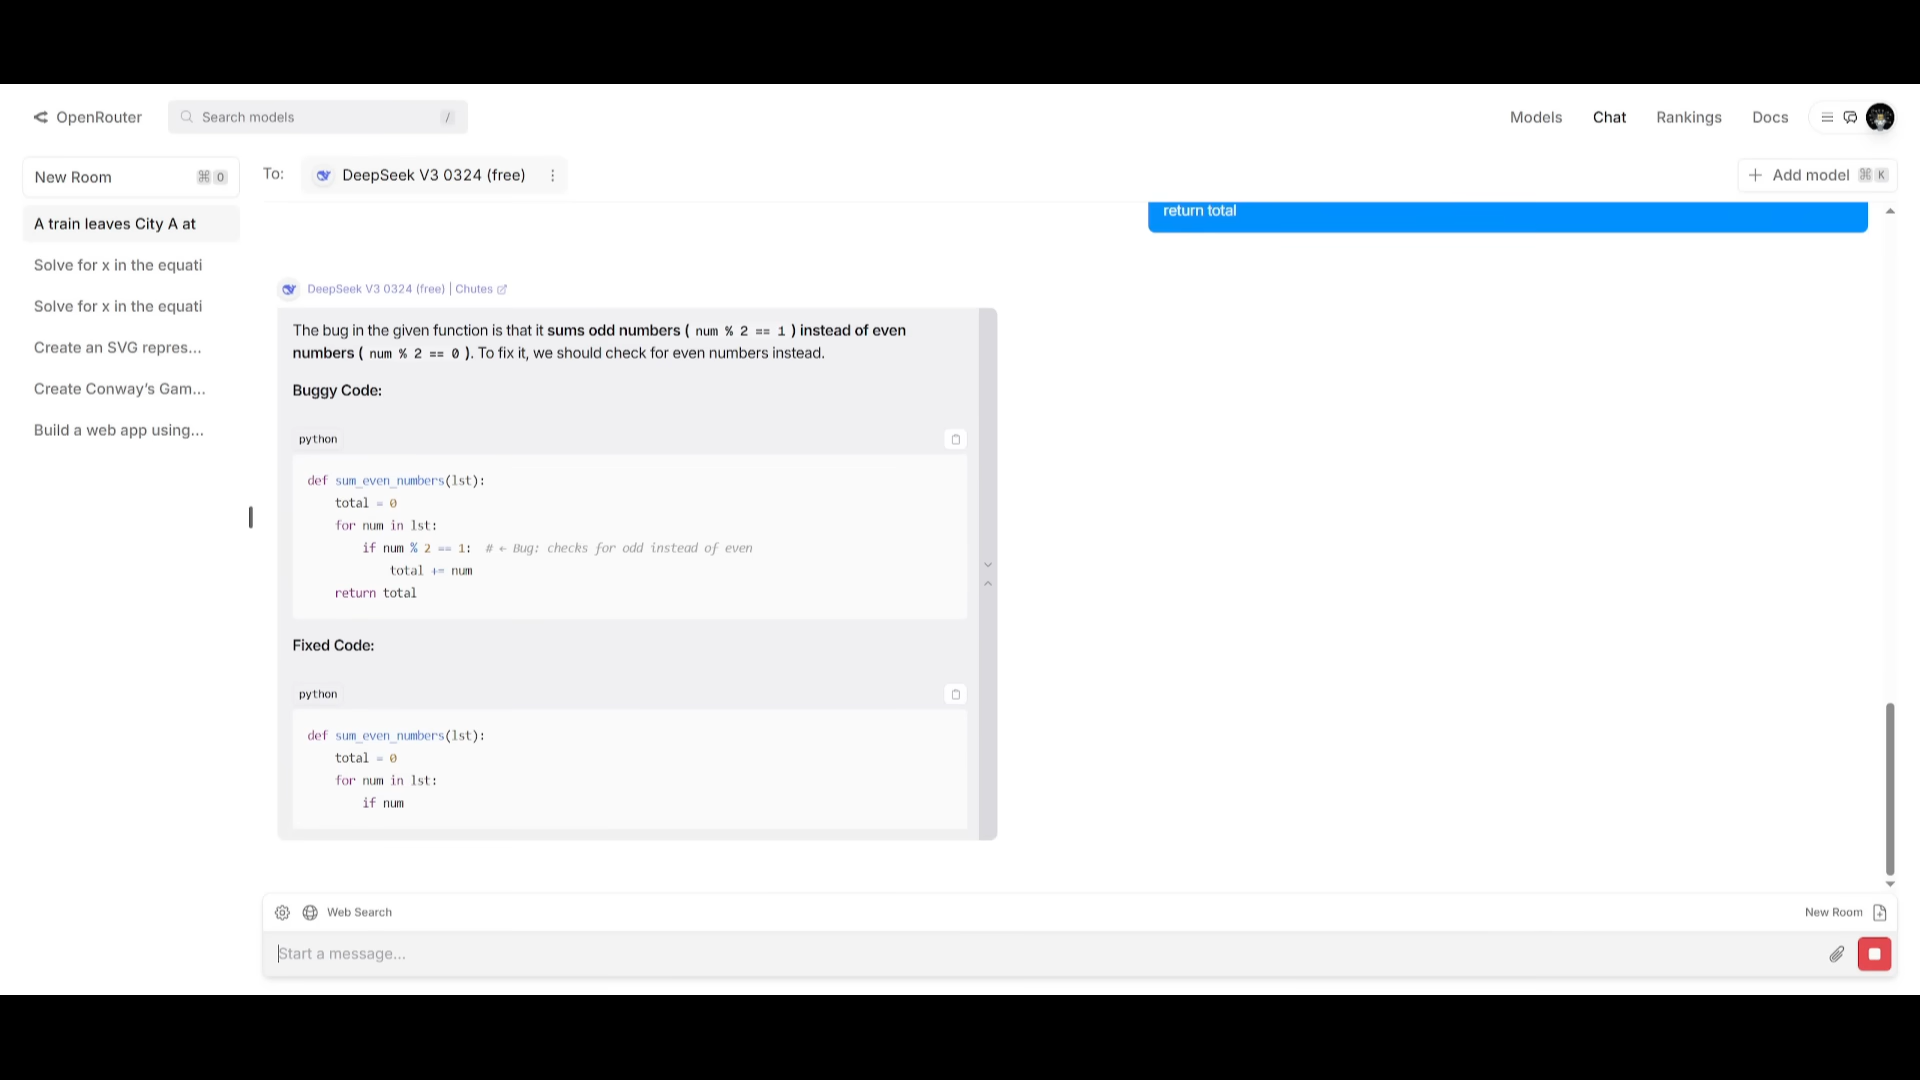 OpenRouter
Search models
/
Models
Chat
Rankings
Docs
New Room
⌘ O
To:
DeepSeek V3 0324 (free)
Add model
⌘ K
A train leaves City A at
Solve for x in the equati
Solve for x in the equati
Create an SVG repres...
Create Conway's Gam...
Build a web app using...
return total
DeepSeek V3 0324 (free) | Chutes
The bug in the given function is that it sums odd numbers ( num % 2 == 1 ) instead of even
numbers ( num % 2 == 0 ). To fix it, we should check for even numbers instead.
Buggy Code:
python
def sum_even_numbers(lst):
    total = 0
    for num in lst:
        if num % 2 == 1:  # ← Bug: checks for odd instead of even
            total += num
    return total
Fixed Code:
python
def sum_even_numbers(lst):
    total = 0
    for num in lst:
        if num
Web Search
New Room
Start a message...